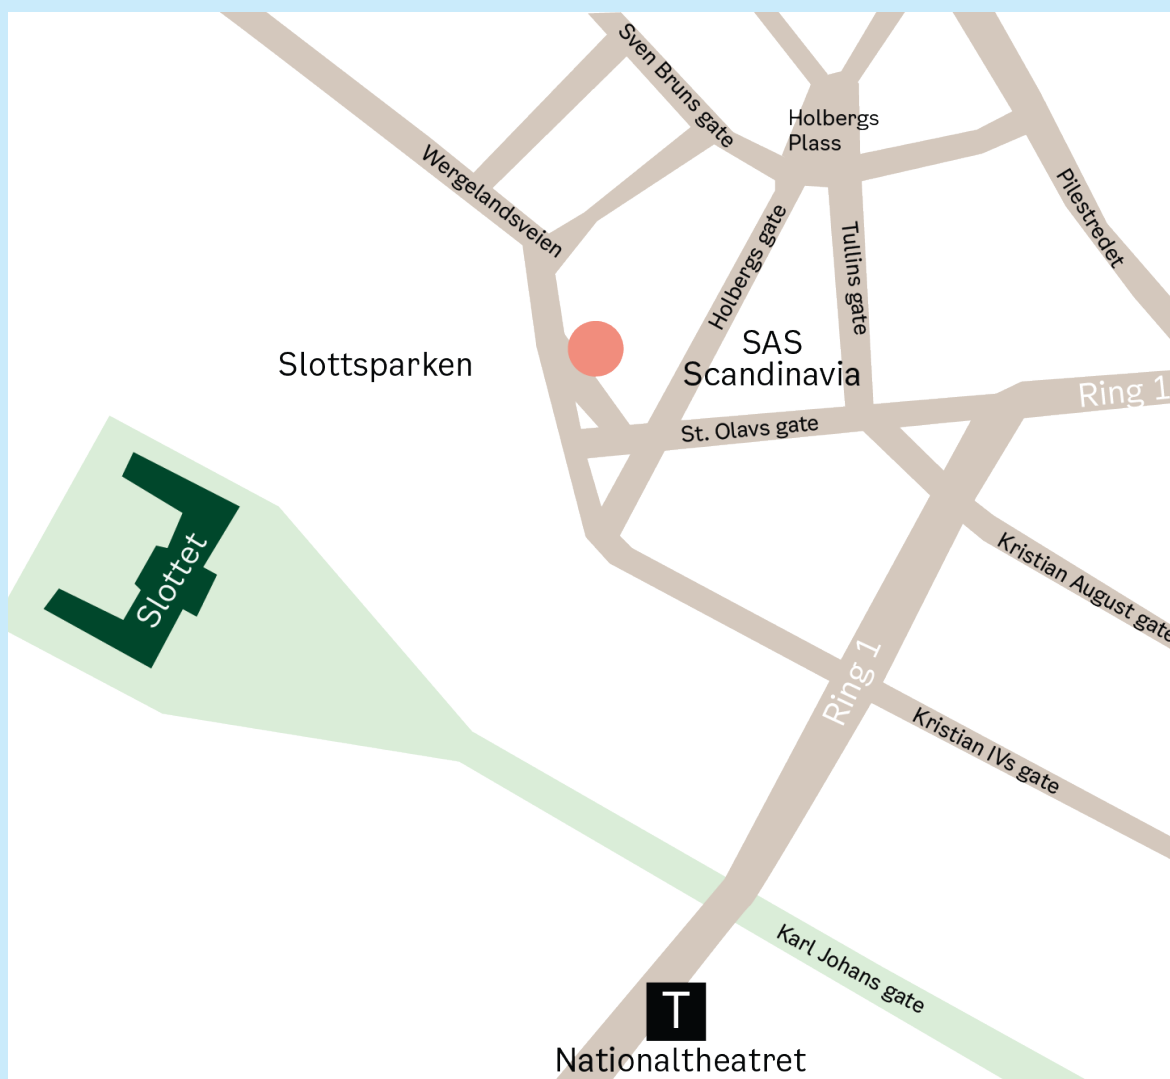 Sven Bruns gate
Holbergs
Plass
Wergelandsveien
Pilestredet
Holbergs gate
Tullins gate
SAS
Scandinavia
Slottsparken
Ring 1
St. Olavs gate
Slottet
Kristian August gate
Ring 1
Kristian IVs gate
Karl Johans gate
T
Nationaltheatret